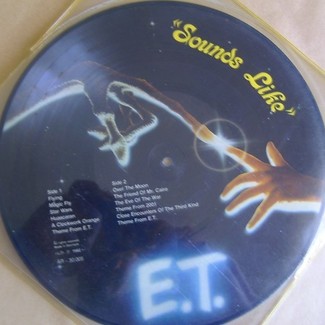 "Sounds Like"
Side 1
Flying
Magic Fly
Star Wars
A Clockwork Orange
Theme From E.T.
Side 2
Over The Moon
The Friend Of Mr. Cairo
The Eve Of The War
Theme From 2001
Close Encounters Of The Third Kind
Theme From E.T.
E.T.